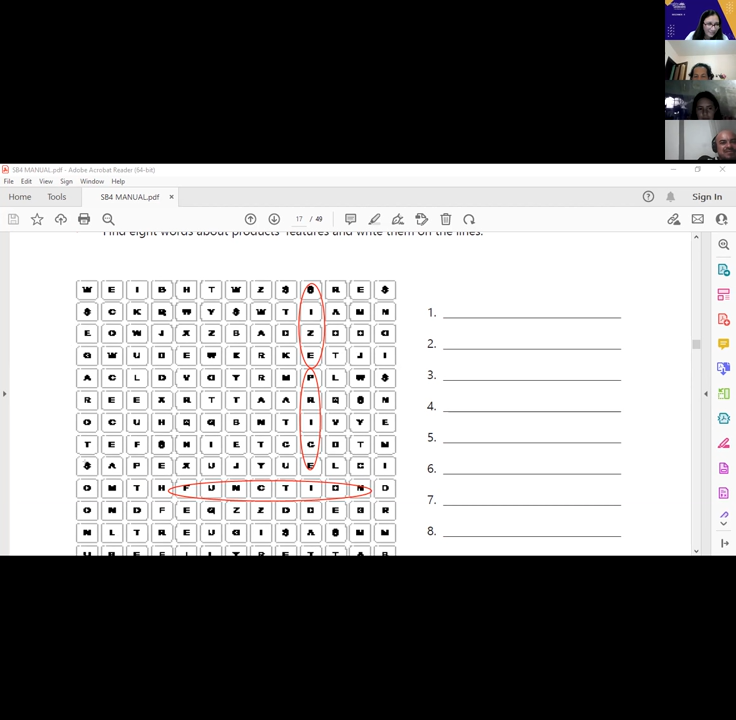 SB4 MANUAL.pdf - Adobe Acrobat Reader (64-bit)
File Edit View Sign Window Help
Home Tools SB4 MANUAL.pdf × Sign In
17 / 49
Find eight words about products' features and write them on the lines.
W E I B H T W Z S R E S
S C K R W Y S W T I A M N
E O W J X Z B A D Z D D
G W U D E W K R K E T J I
A C L D V T R M P L W S
R E E X R T T A A R Q N
O C U H Q Q B N T I V Y E
T E F N I E T C T M
S A P E X U J Y U E L C I
O M T H F U N C T I O N D
O N D F E Q Z Z D D E R
N L T R E U I S A M M
1.
2.
3.
4.
5.
6.
7.
8.